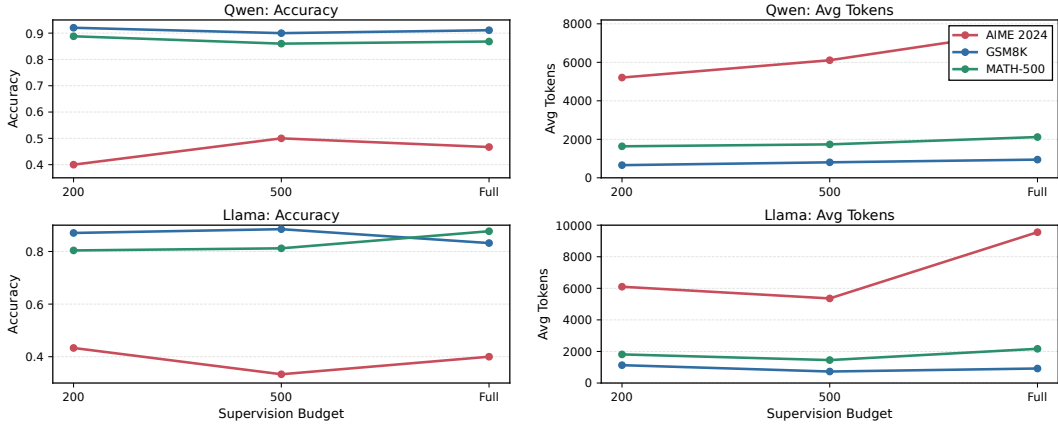 Qwen: Accuracy
Accuracy
0.9
0.8
0.7
0.6
0.5
0.4
200
500
Full
Qwen: Avg Tokens
Avg Tokens
8000
6000
4000
2000
0
200
500
Full
AIME 2024
GSM8K
MATH-500
Llama: Accuracy
Accuracy
0.8
0.6
0.4
200
500
Full
Supervision Budget
Llama: Avg Tokens
Avg Tokens
10000
8000
6000
4000
2000
0
200
500
Full
Supervision Budget